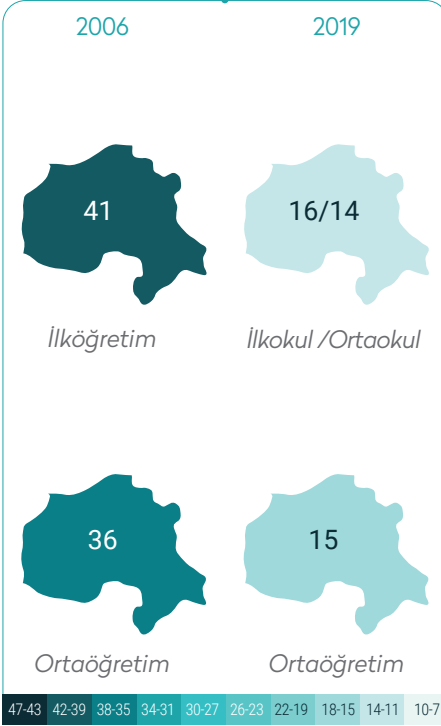 2006 2019
41 16/14
İlköğretim İlkokul /Ortaokul
36 15
Ortaöğretim Ortaöğretim
47-43 42-39 38-35 34-31 30-27 26-23 22-19 18-15 14-11 10-7